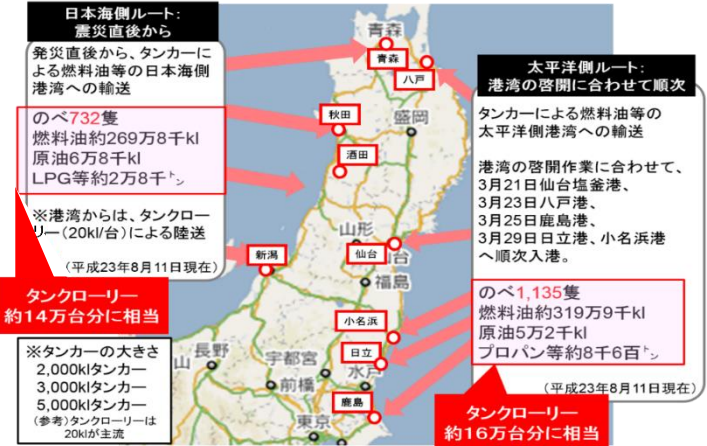 日本海側ルート:
震災直後から
発災直後から、タンカーに
よる燃料油等の日本海側
港湾への輸送
のべ732隻
燃料油約269万8千kl
原油6万8千kl
LPG等約2万8千㌧
※港湾からは、タンクロー
リー(20kl/台)による陸送
(平成23年8月11日現在)
タンクローリー
約14万台分に相当
※タンカーの大きさ
2,000klタンカー
3,000klタンカー
5,000klタンカー
(参考)タンクローリーは
20klが主流
青森
青森
八戸
秋田
盛岡
酒田
山形
仙台
台
新潟
福島
小名浜
日立
長野
山
宇都宮
水戸
前橋
鹿島
東京
太平洋側ルート:
港湾の啓開に合わせて順次
タンカーによる燃料油等の
太平洋側港湾への輸送
港湾の啓開作業に合わせて、
3月21日仙台塩釜港、
3月23日八戸港、
3月25日鹿島港、
3月29日日立港、小名浜港
へ順次入港。
のべ1,135隻
燃料油約319万9千kl
原油5万2千kl
プロパン等約8千6百㌧
(平成23年8月11日現在)
タンクローリー
約16万台分に相当